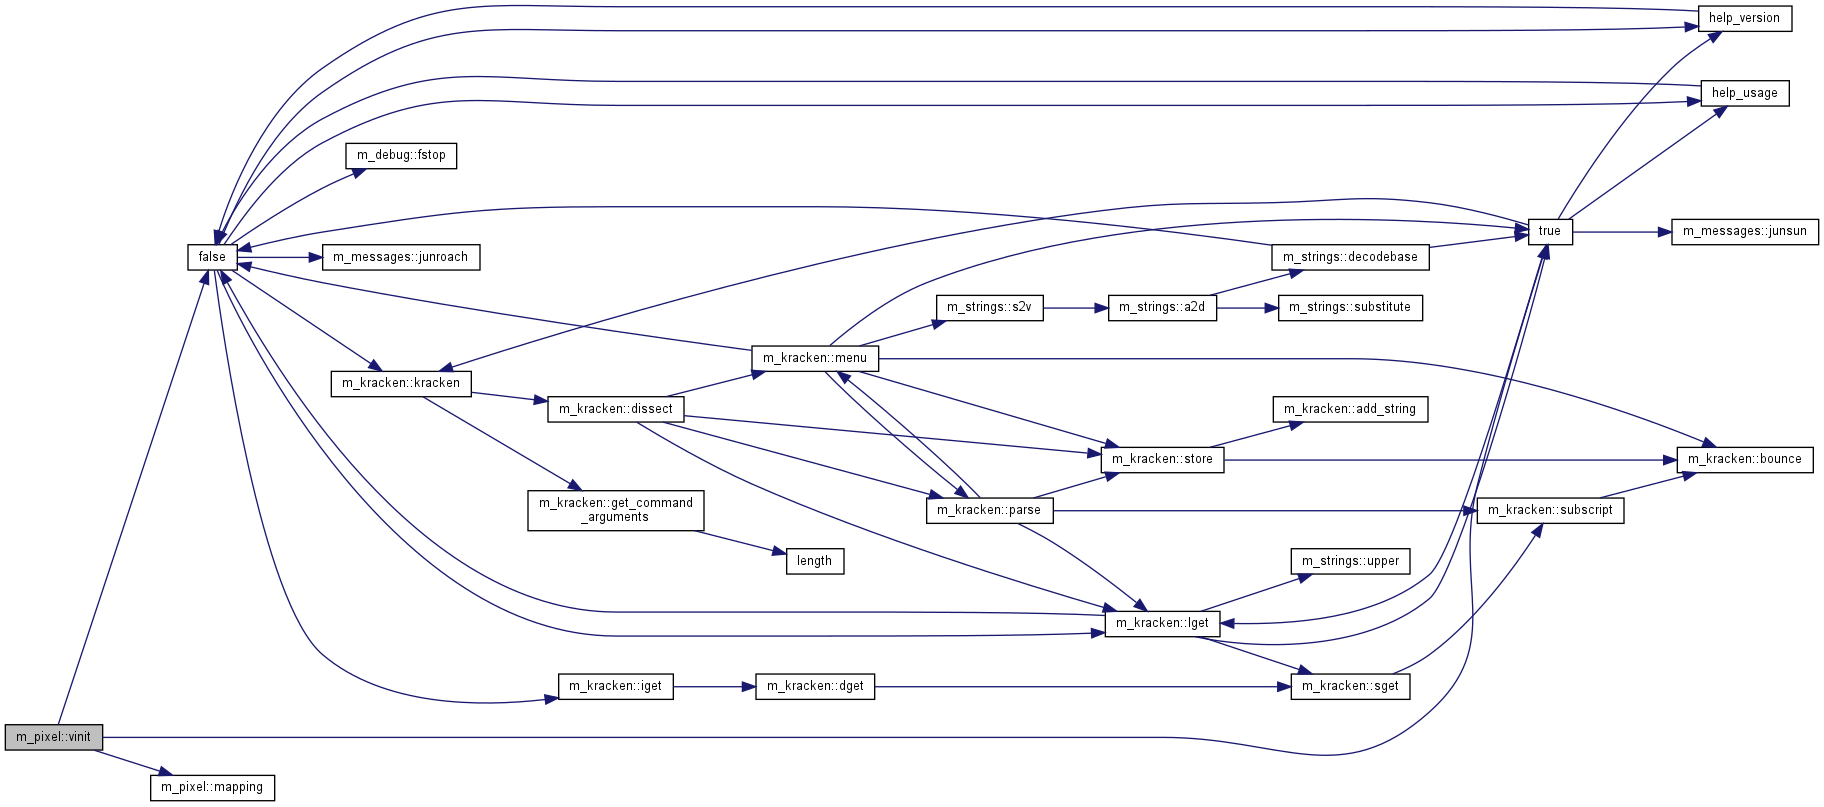 help_version
help_usage
m_debug::fstop
true
m_messages::junsun
false
m_messages::junroach
m_strings::decodebase
m_strings::s2v
m_strings::a2d
m_strings::substitute
m_kracken::menu
m_kracken::kracken
m_kracken::dissect
m_kracken::add_string
m_kracken::store
m_kracken::bounce
m_kracken::get_command
_arguments
m_kracken::parse
m_kracken::subscript
length
m_strings::upper
m_kracken::lget
m_kracken::iget
m_kracken::dget
m_kracken::sget
m_pixel::vinit
m_pixel::mapping